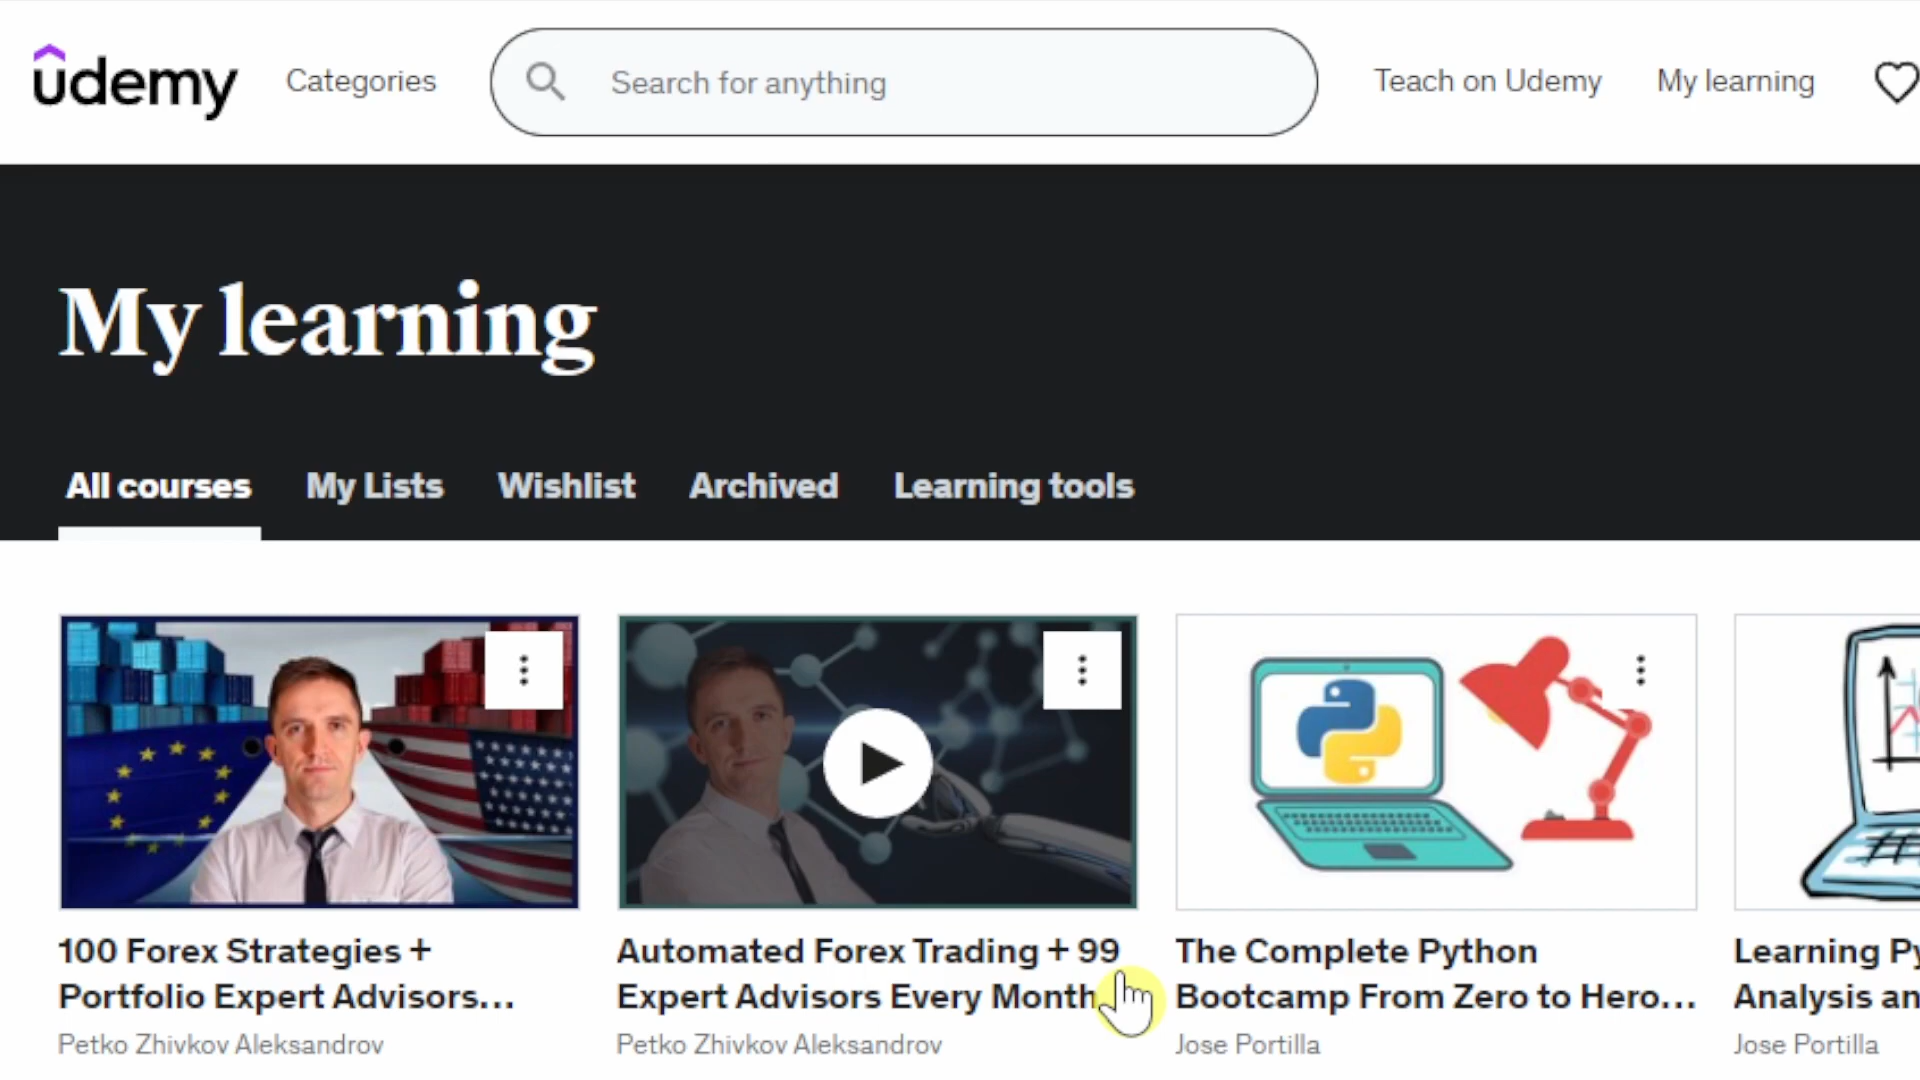 udemy
Categories
Search for anything
Teach on Udemy
My learning
My learning
All courses
My Lists
Wishlist
Archived
Learning tools
100 Forex Strategies +
Portfolio Expert Advisors...
Petko Zhivkov Aleksandrov
Automated Forex Trading + 99
Expert Advisors Every Month
Petko Zhivkov Aleksandrov
The Complete Python
Bootcamp From Zero to Hero...
Jose Portilla
Learning
Analysis
Jose Portilla